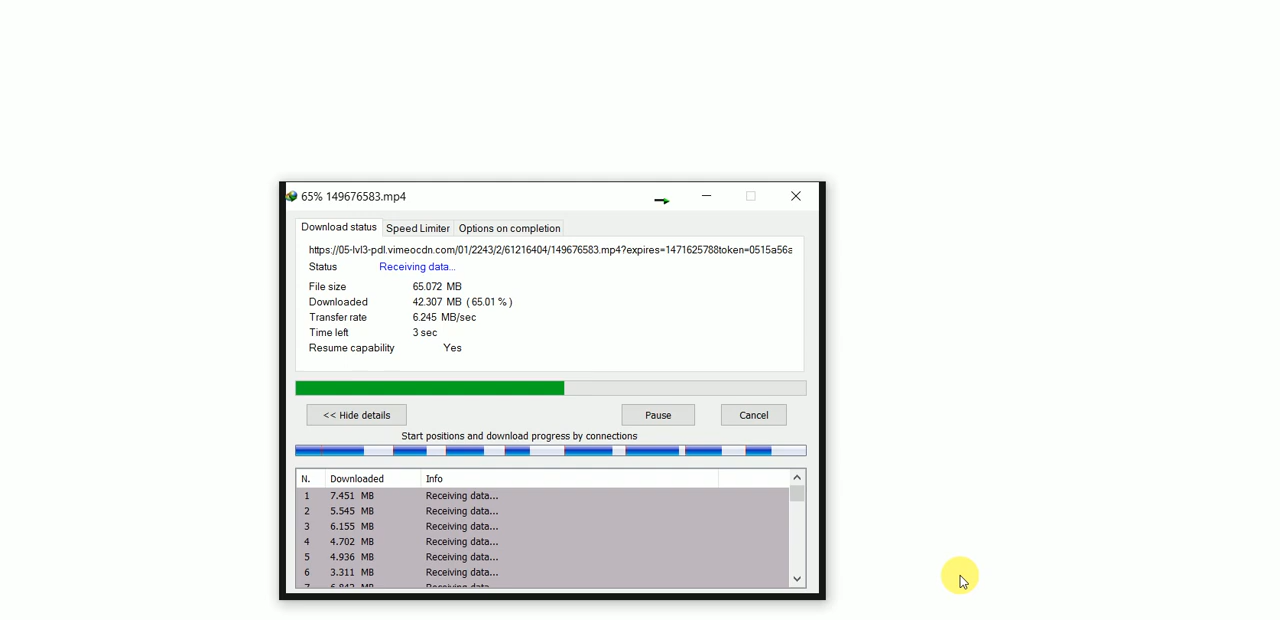 65% 149676583.mp4
Download status Speed Limiter Options on completion
https://05-lvl3-pdl.vimeocdn.com/01/2243/2/61216404/149676583.mp4?expires=1471625788token=0515a56a
Status Receiving data...
File size 65.072 MB
Downloaded 42.307 MB ( 65.01 % )
Transfer rate 6.245 MB/sec
Time left 3 sec
Resume capability Yes
<< Hide details Pause Cancel
Start positions and download progress by connections
N. Downloaded Info
1 7.451 MB Receiving data...
2 5.545 MB Receiving data...
3 6.155 MB Receiving data...
4 4.702 MB Receiving data...
5 4.936 MB Receiving data...
6 3.311 MB Receiving data...